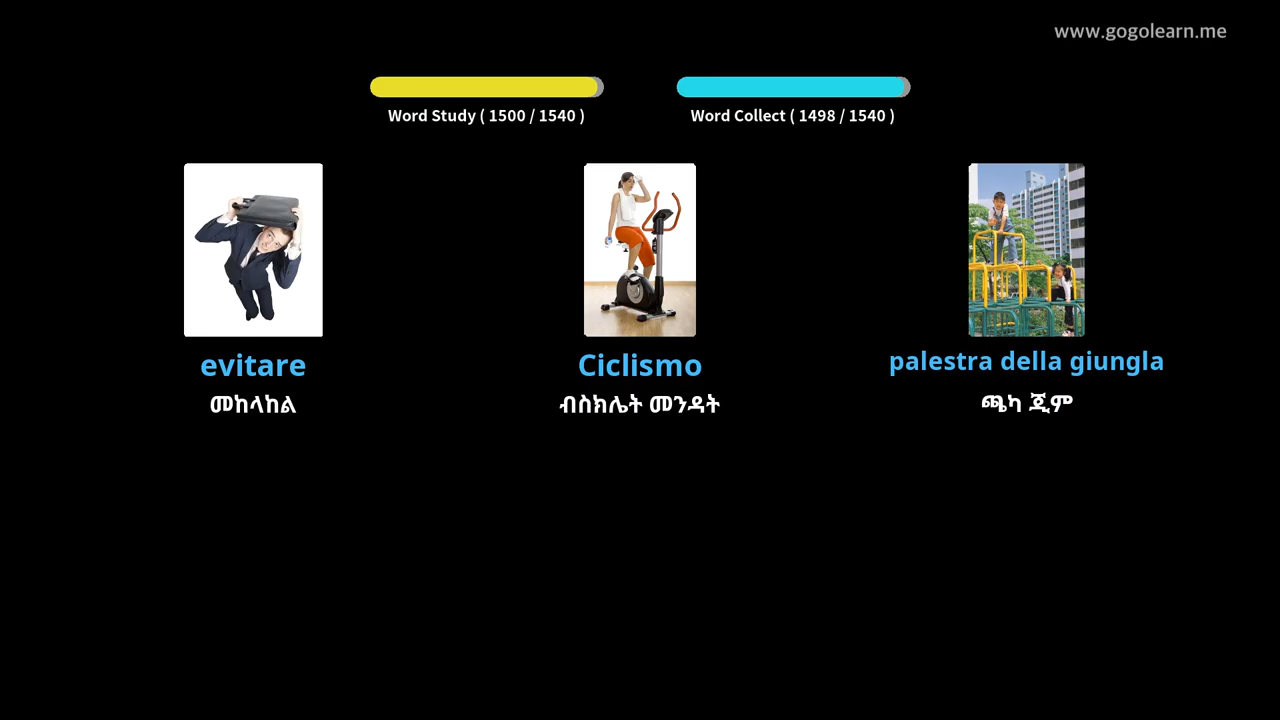 www.gogolearn.me
Word Study ( 1500 / 1540 )
Word Collect ( 1498 / 1540 )
evitare
Ciclismo
palestra della giungla
መከላከል
ብስክሌት መንዳት
ጫካ ጂም